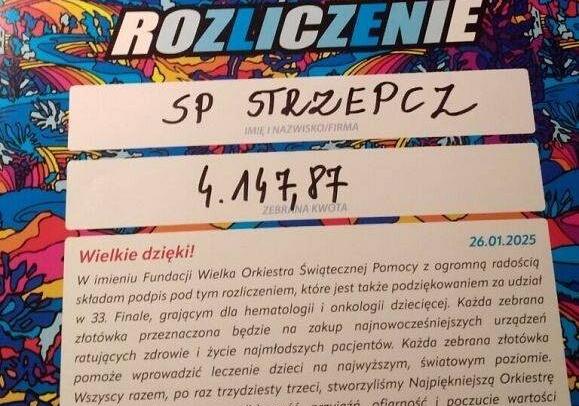 ROZLICZENIE
SP STRZEPCZ
IMIĘ I NAZWISKO/FIRMA
4.147,87
ZEBRANA KWOTA
Wielkie dzięki!
26.01.2025
W imieniu Fundacji Wielka Orkiestra Świątecznej Pomocy z ogromną radością
składam podpis pod tym rozliczeniem, które jest także podziękowaniem za udział
w 33. Finale, grającym dla hematologii i onkologii dziecięcej. Każda zebrana
złotówka przeznaczona będzie na zakup najnowocześniejszych urządzeń
ratujących zdrowie i życie najmłodszych pacjentów. Każda zebrana złotówka
pomoże wprowadzić leczenie dzieci na najwyższym, światowym poziomie.
Wszyscy razem, po raz trzydziesty trzeci, stworzyliśmy Najpiękniejszą Orkiestrę
przyjaźń, ofiarność i poczucie wartości